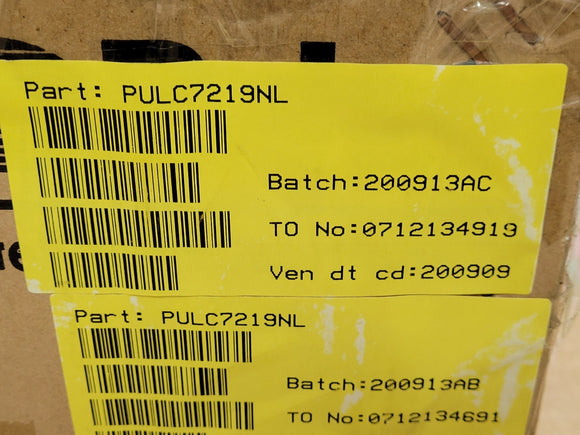 Part: PULC7219NL
Batch:200913AC
TO No:0712134919
Ven dt cd:200909
Part: PULC7219NL
Batch:200913AB
TO No:0712134691